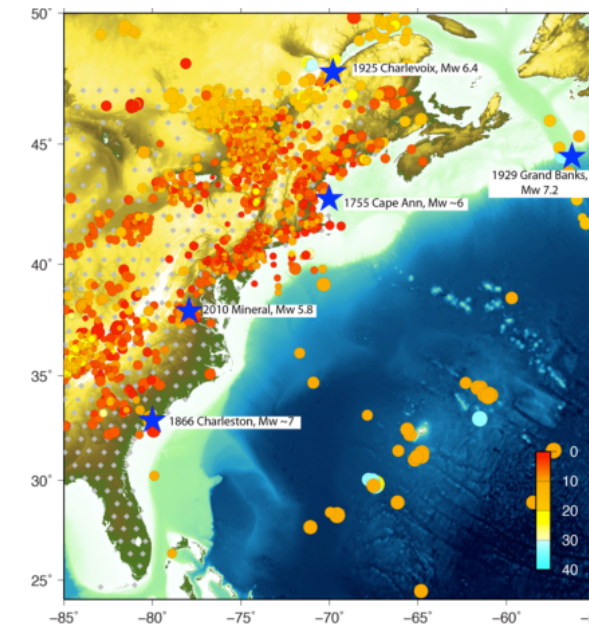 50°
1925 Charlevoix, Mw 6.4
45°
1929 Grand Banks,
Mw 7.2
1755 Cape Ann, Mw ~6
40°
2010 Mineral, Mw 5.8
35°
1866 Charleston, Mw ~7
30°
25°
0
10
20
30
40
−85°
−80°
−75°
−70°
−65°
−60°